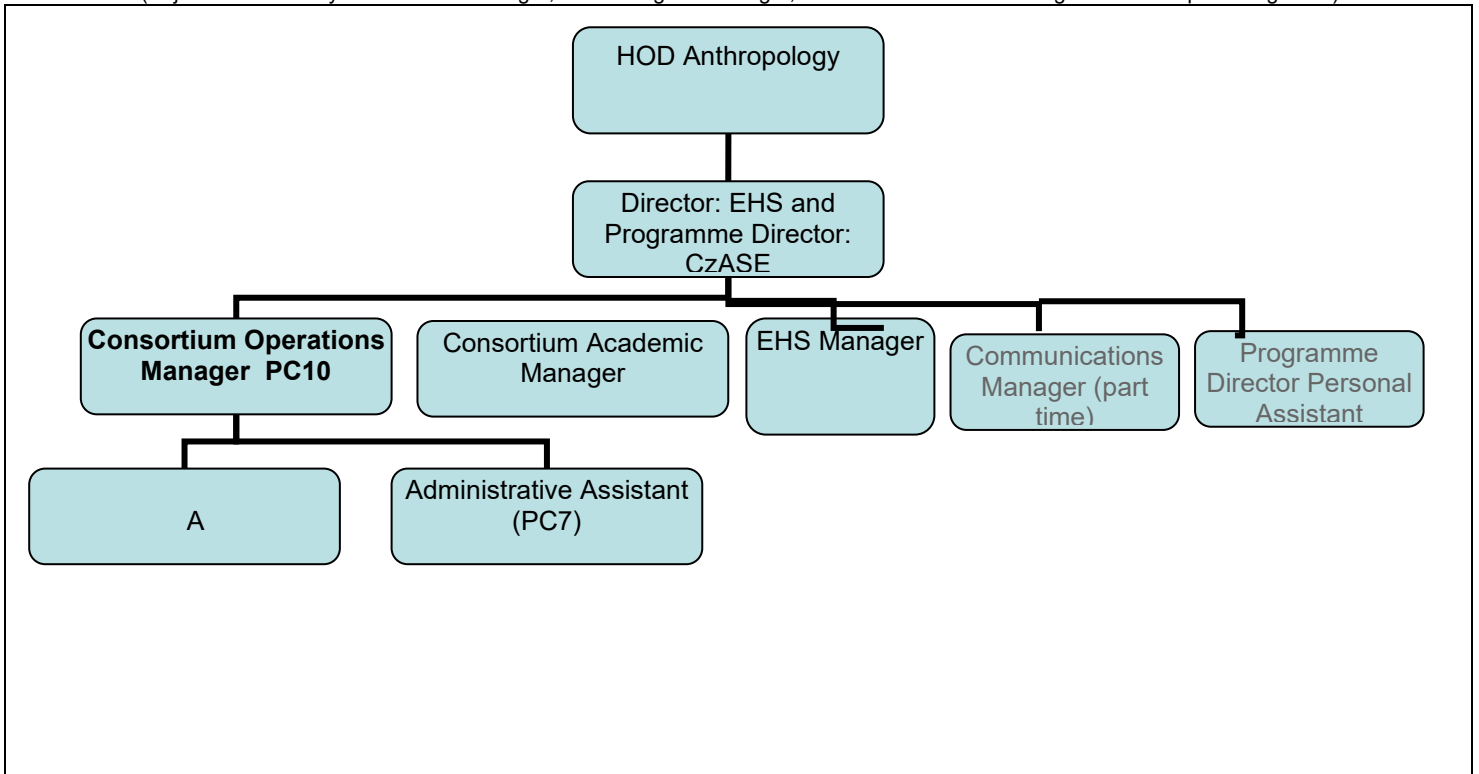 HOD Anthropology
Director: EHS and
Programme Director:
CzASE
Consortium Operations
Manager PC10
Consortium Academic
Manager
EHS Manager
Communications
Manager (part
time)
Programme
Director Personal
Assistant
A
Administrative Assistant
(PC7)